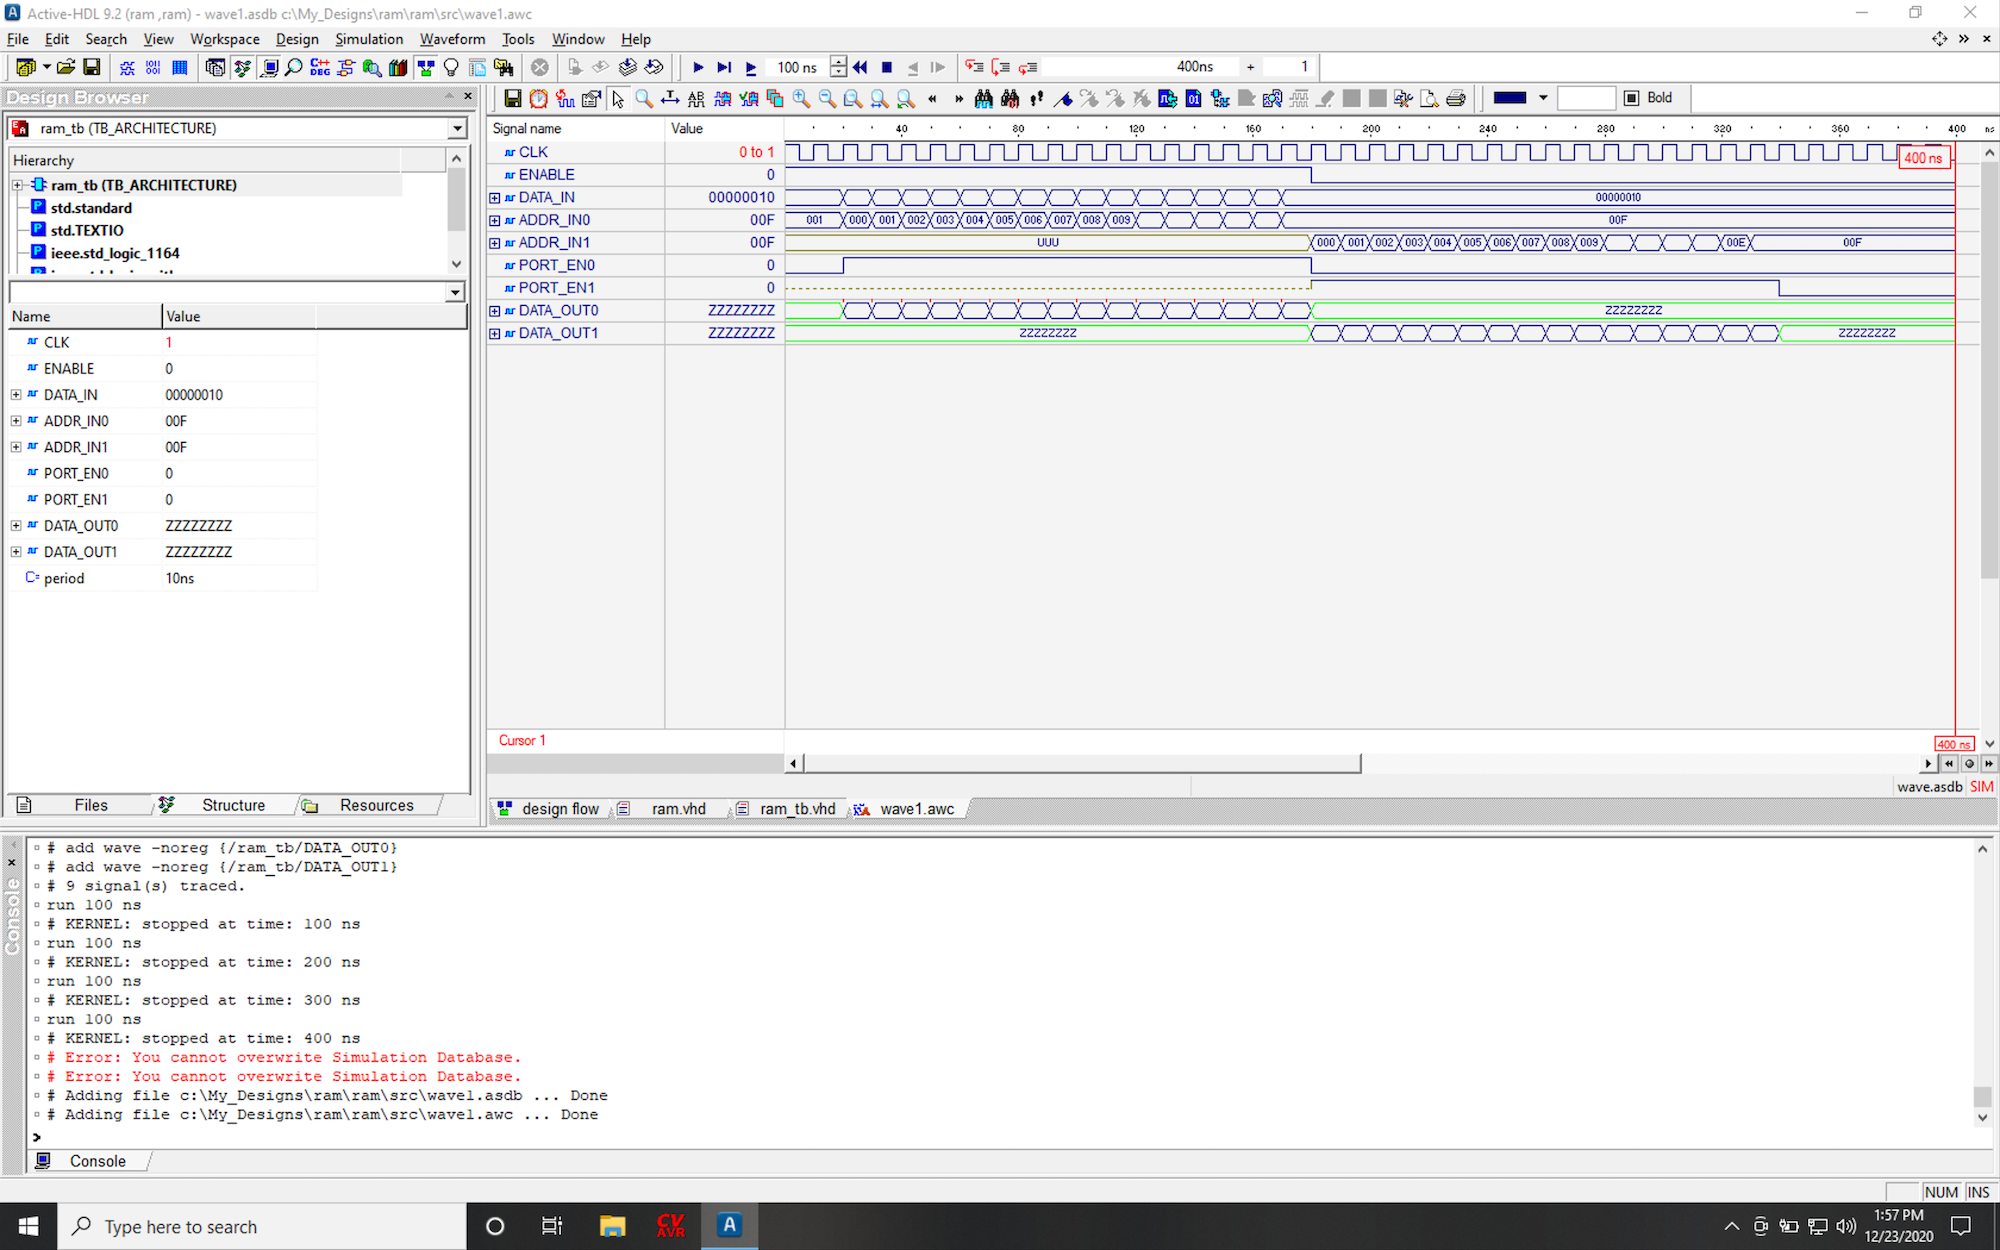 Active-HDL 9.2 (ram ,ram) - wave1.asdb c:\My_Designs\ram\ram\src\wave1.awc
File Edit Search View Workspace Design Simulation Waveform Tools Window Help
100 ns 400ns + 1
Design Browser
Bold
ram_tb (TB_ARCHITECTURE)
Hierarchy
ram_tb (TB_ARCHITECTURE)
std.standard
std.TEXTIO
ieee.std_logic_1164
Name Value
CLK 1
ENABLE 0
DATA_IN 00000010
ADDR_IN0 00F
ADDR_IN1 00F
PORT_EN0 0
PORT_EN1 0
DATA_OUT0 ZZZZZZZZ
DATA_OUT1 ZZZZZZZZ
period 10ns
Files Structure Resources
Signal name Value 40 80 120 160 200 240 280 320 360 400 ns
CLK 0 to 1 400 ns
ENABLE 0
DATA_IN 00000010 00000010
ADDR_IN0 00F 001 000 001 002 003 004 005 006 007 008 009 00F
ADDR_IN1 00F UUU 000 001 002 003 004 005 006 007 008 009 00E 00F
PORT_EN0 0
PORT_EN1 0
DATA_OUT0 ZZZZZZZZ ZZZZZZZZ
DATA_OUT1 ZZZZZZZZ ZZZZZZZZ ZZZZZZZZ
Cursor 1 400 ns
wave.asdb SIM
design flow ram.vhd ram_tb.vhd wave1.awc
Console
# add wave -noreg {/ram_tb/DATA_OUT0}
# add wave -noreg {/ram_tb/DATA_OUT1}
# 9 signal(s) traced.
run 100 ns
# KERNEL: stopped at time: 100 ns
run 100 ns
# KERNEL: stopped at time: 200 ns
run 100 ns
# KERNEL: stopped at time: 300 ns
run 100 ns
# KERNEL: stopped at time: 400 ns
# Error: You cannot overwrite Simulation Database.
# Error: You cannot overwrite Simulation Database.
# Adding file c:\My_Designs\ram\ram\src\wave1.asdb ... Done
# Adding file c:\My_Designs\ram\ram\src\wave1.awc ... Done
>
Console
NUM INS
Type here to search
CV
AVR
A
1:57 PM
12/23/2020